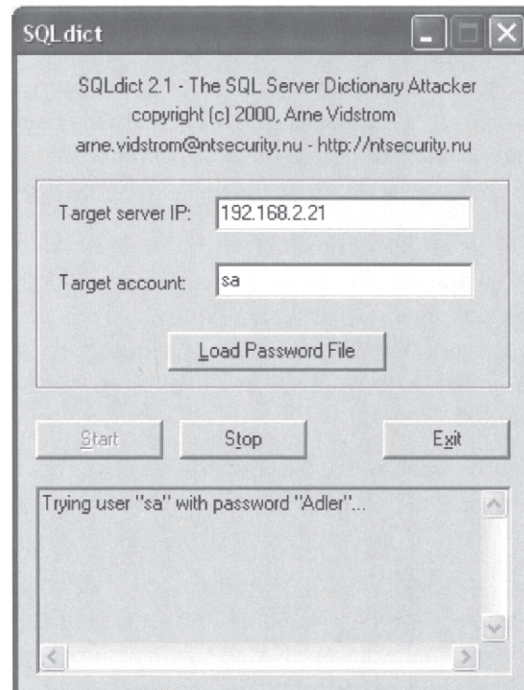 SQLdict
SQLdict 2.1 - The SQL Server Dictionary Attacker
copyright (c) 2000, Arne Vidstrom
arne.vidstrom@ntsecurity.nu - http://ntsecurity.nu
Target server IP: 192.168.2.21
Target account: sa
Load Password File
Start Stop Exit
Trying user "sa" with password "Adler"...